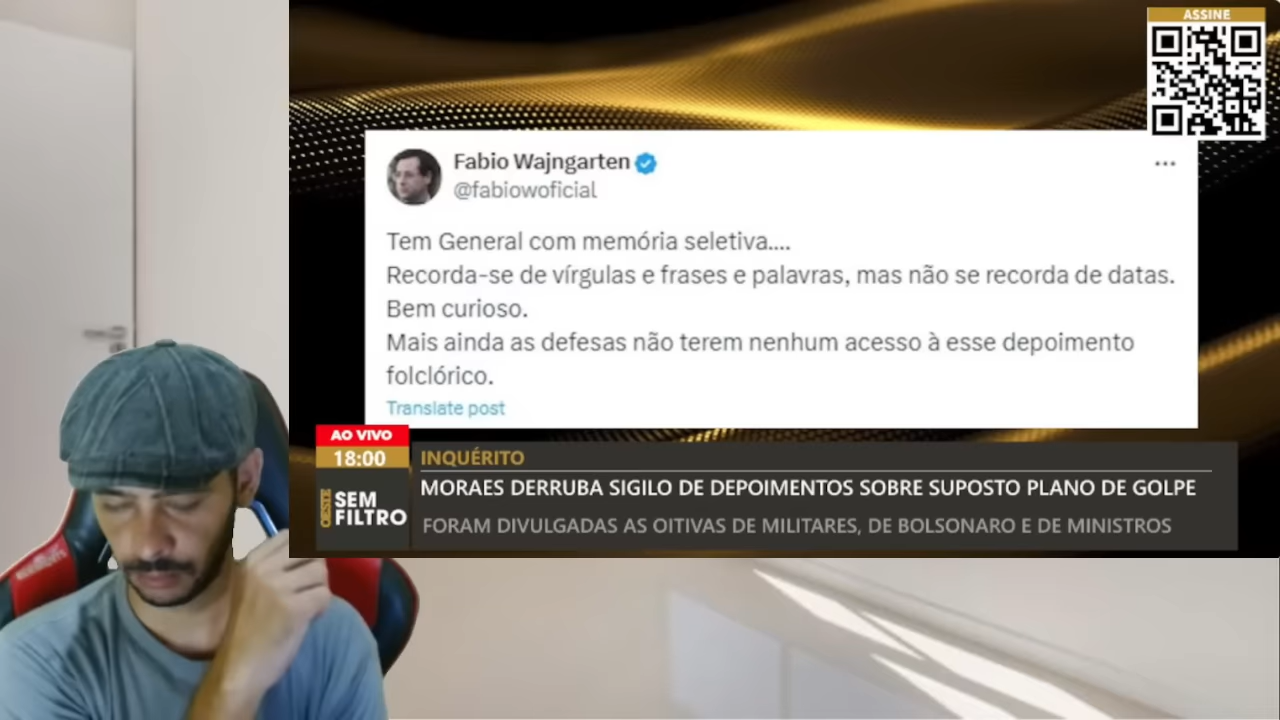 ASSINE
Fabio Wajngarten
@fabiowoficial
Tem General com memória seletiva....
Recorda-se de vírgulas e frases e palavras, mas não se recorda de datas.
Bem curioso.
Mais ainda as defesas não terem nenhum acesso à esse depoimento
folclórico.
Translate post
AO VIVO
18:00
INQUÉRITO
MORAES DERRUBA SIGILO DE DEPOIMENTOS SOBRE SUPOSTO PLANO DE GOLPE
FORAM DIVULGADAS AS OITIVAS DE MILITARES, DE BOLSONARO E DE MINISTROS
OESTE
SEM
FILTRO